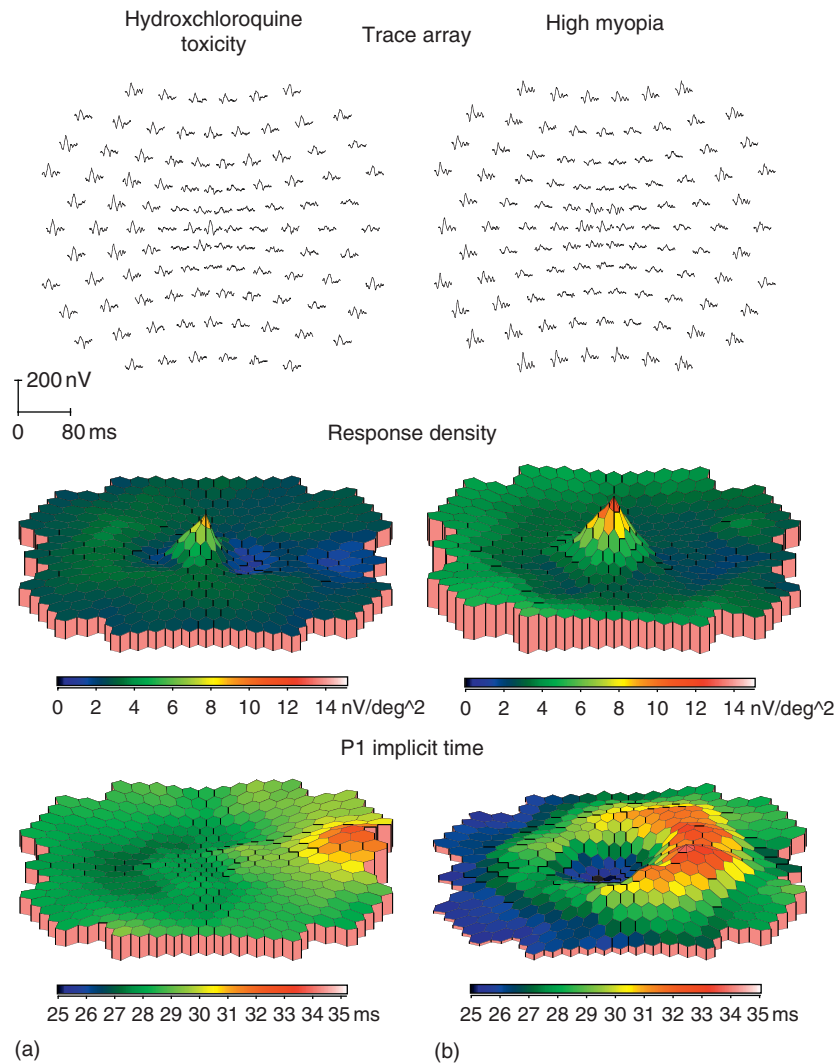 Hydroxchloroquine
toxicity
Trace array
High myopia
200 nV
0 80 ms
Response density
0 2 4 6 8 10 12 14 nV/deg^2
0 2 4 6 8 10 12 14 nV/deg^2
P1 implicit time
25 26 27 28 29 30 31 32 33 34 35 ms
25 26 27 28 29 30 31 32 33 34 35 ms
(a)
(b)